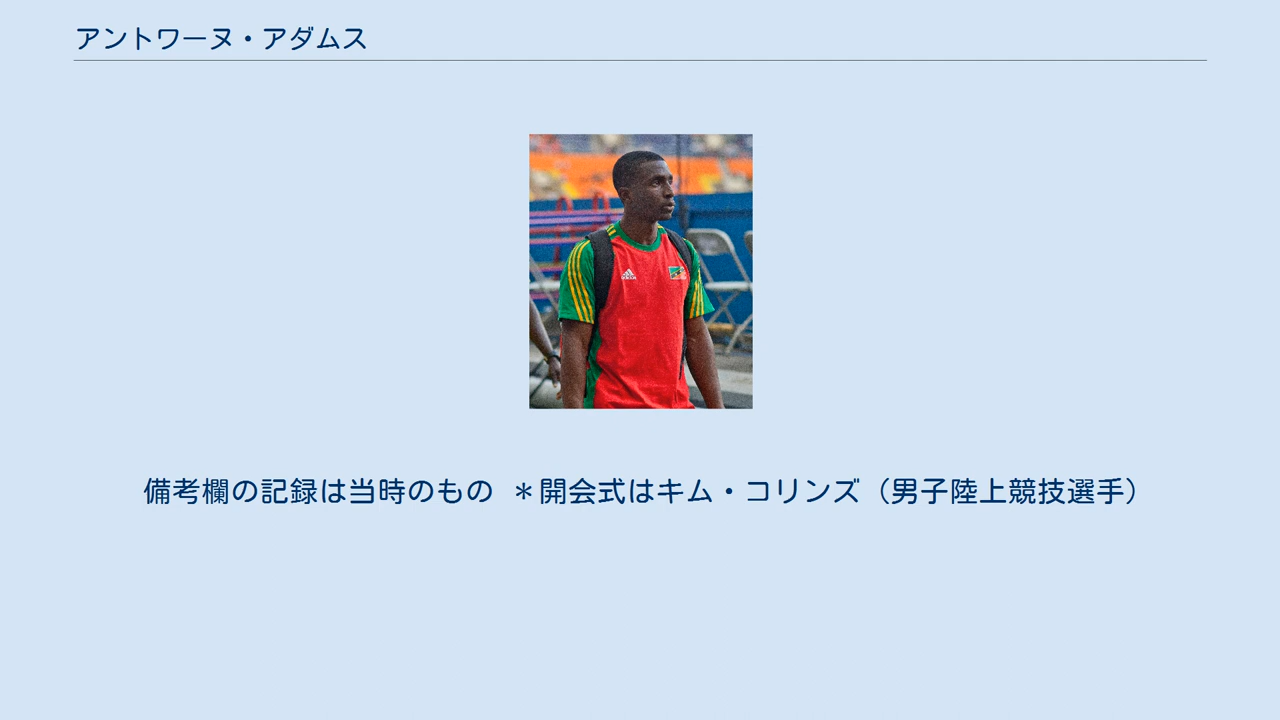 アントワーヌ・アダムス
備考欄の記録は当時のもの ＊開会式はキム・コリンズ（男子陸上競技選手）